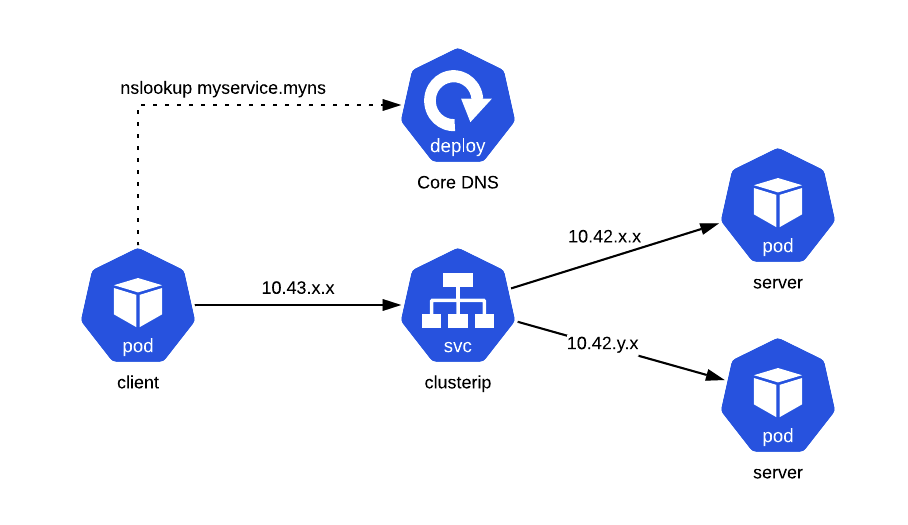 nslookup myservice.myns
deploy
Core DNS
10.42.x.x
pod
server
10.43.x.x
pod
client
svc
clusterip
10.42.y.x
pod
server